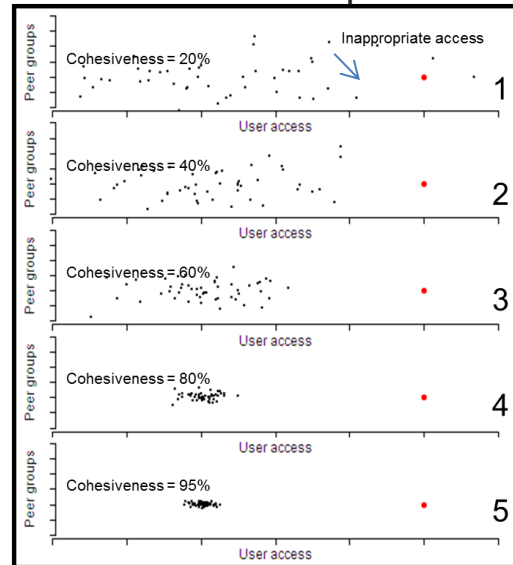 Inappropriate access
Cohesiveness = 20%
Peer groups
1
User access
Cohesiveness = 40%
Peer groups
2
User access
Cohesiveness = 60%
Peer groups
3
User access
Cohesiveness = 80%
Peer groups
4
User access
Cohesiveness = 95%
Peer groups
5
User access